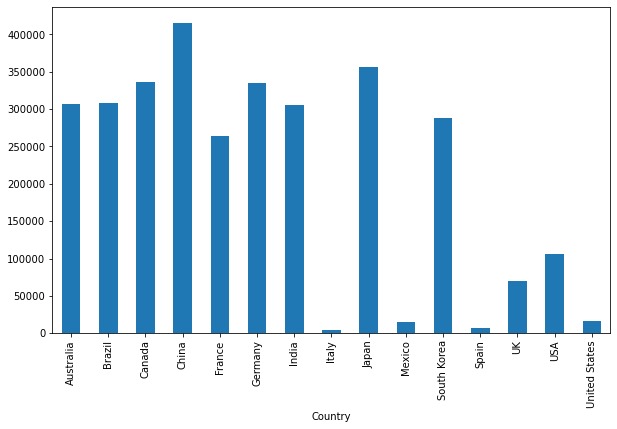 400000
350000
300000
250000
200000
150000
100000
50000
0
Australia
Brazil
Canada
China
France
Germany
India
Italy
Japan
Mexico
South Korea
Spain
UK
USA
United States
Country